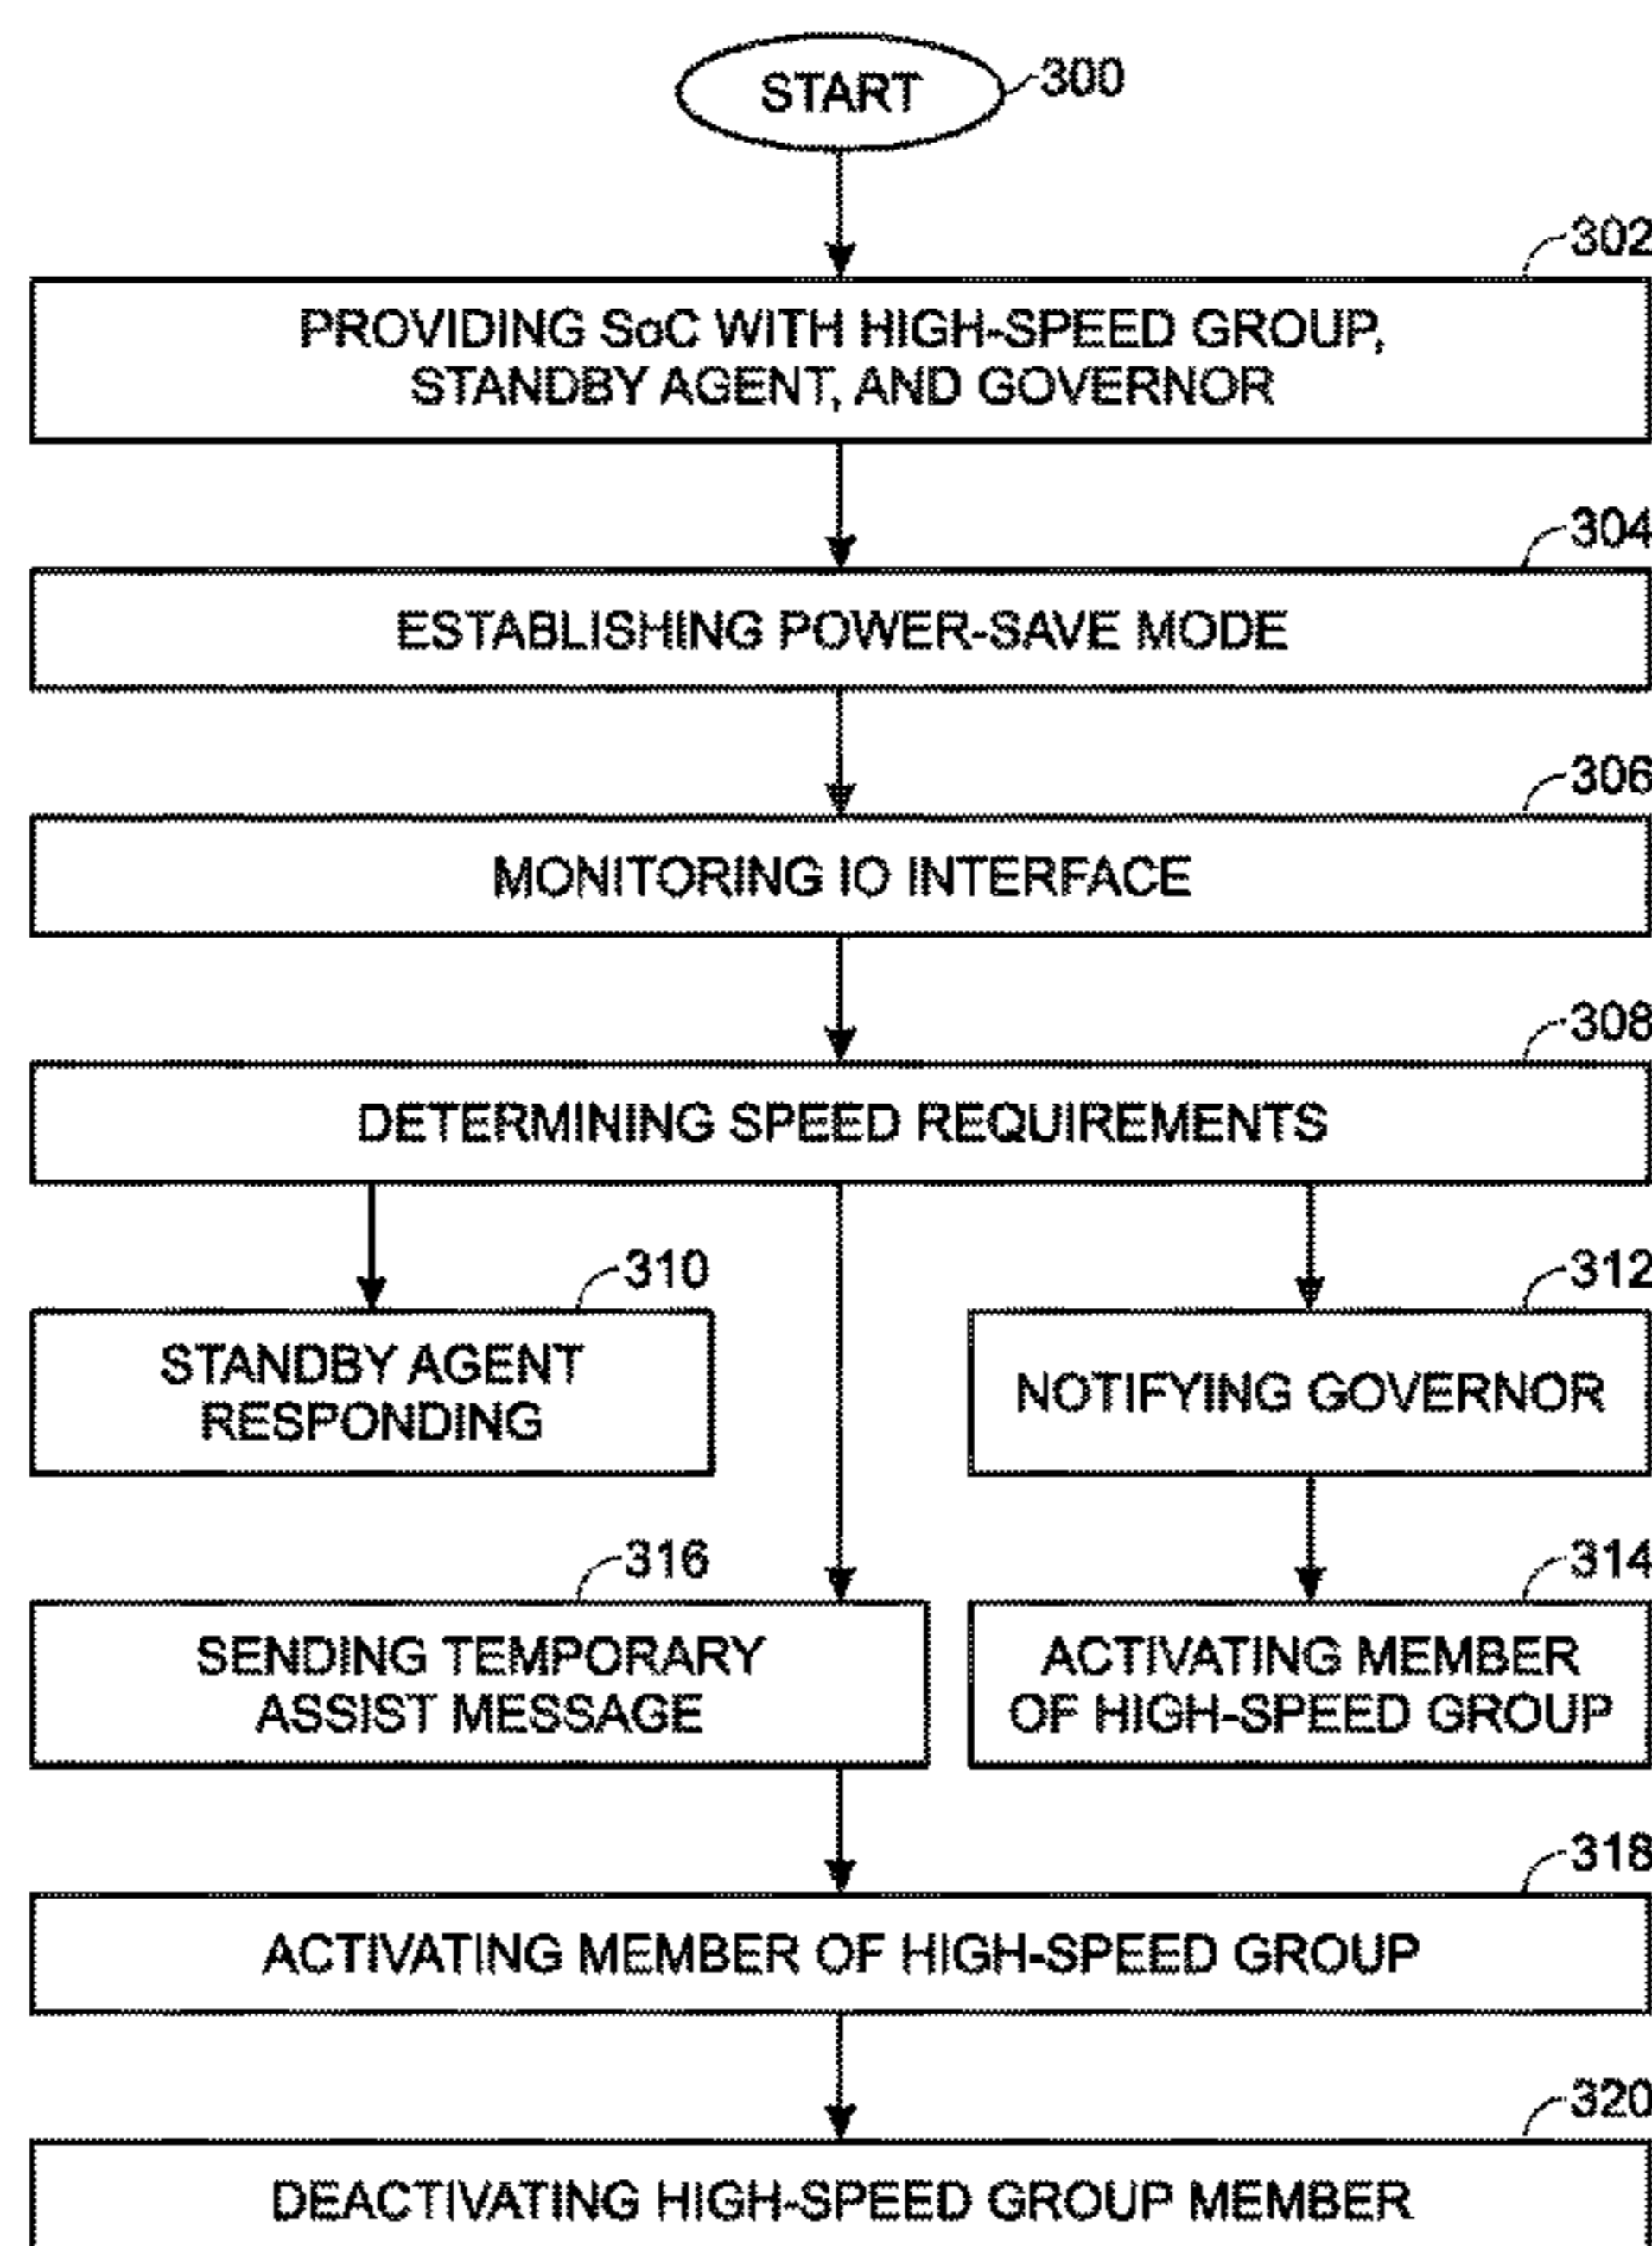 START
300
302
PROVIDING SoC WITH HIGH-SPEED GROUP,
STANDBY AGENT, AND GOVERNOR
304
ESTABLISHING POWER-SAVE MODE
306
MONITORING IO INTERFACE
308
DETERMINING SPEED REQUIREMENTS
310
STANDBY AGENT
RESPONDING
312
NOTIFYING GOVERNOR
316
SENDING TEMPORARY
ASSIST MESSAGE
314
ACTIVATING MEMBER
OF HIGH-SPEED GROUP
318
ACTIVATING MEMBER OF HIGH-SPEED GROUP
320
DEACTIVATING HIGH-SPEED GROUP MEMBER